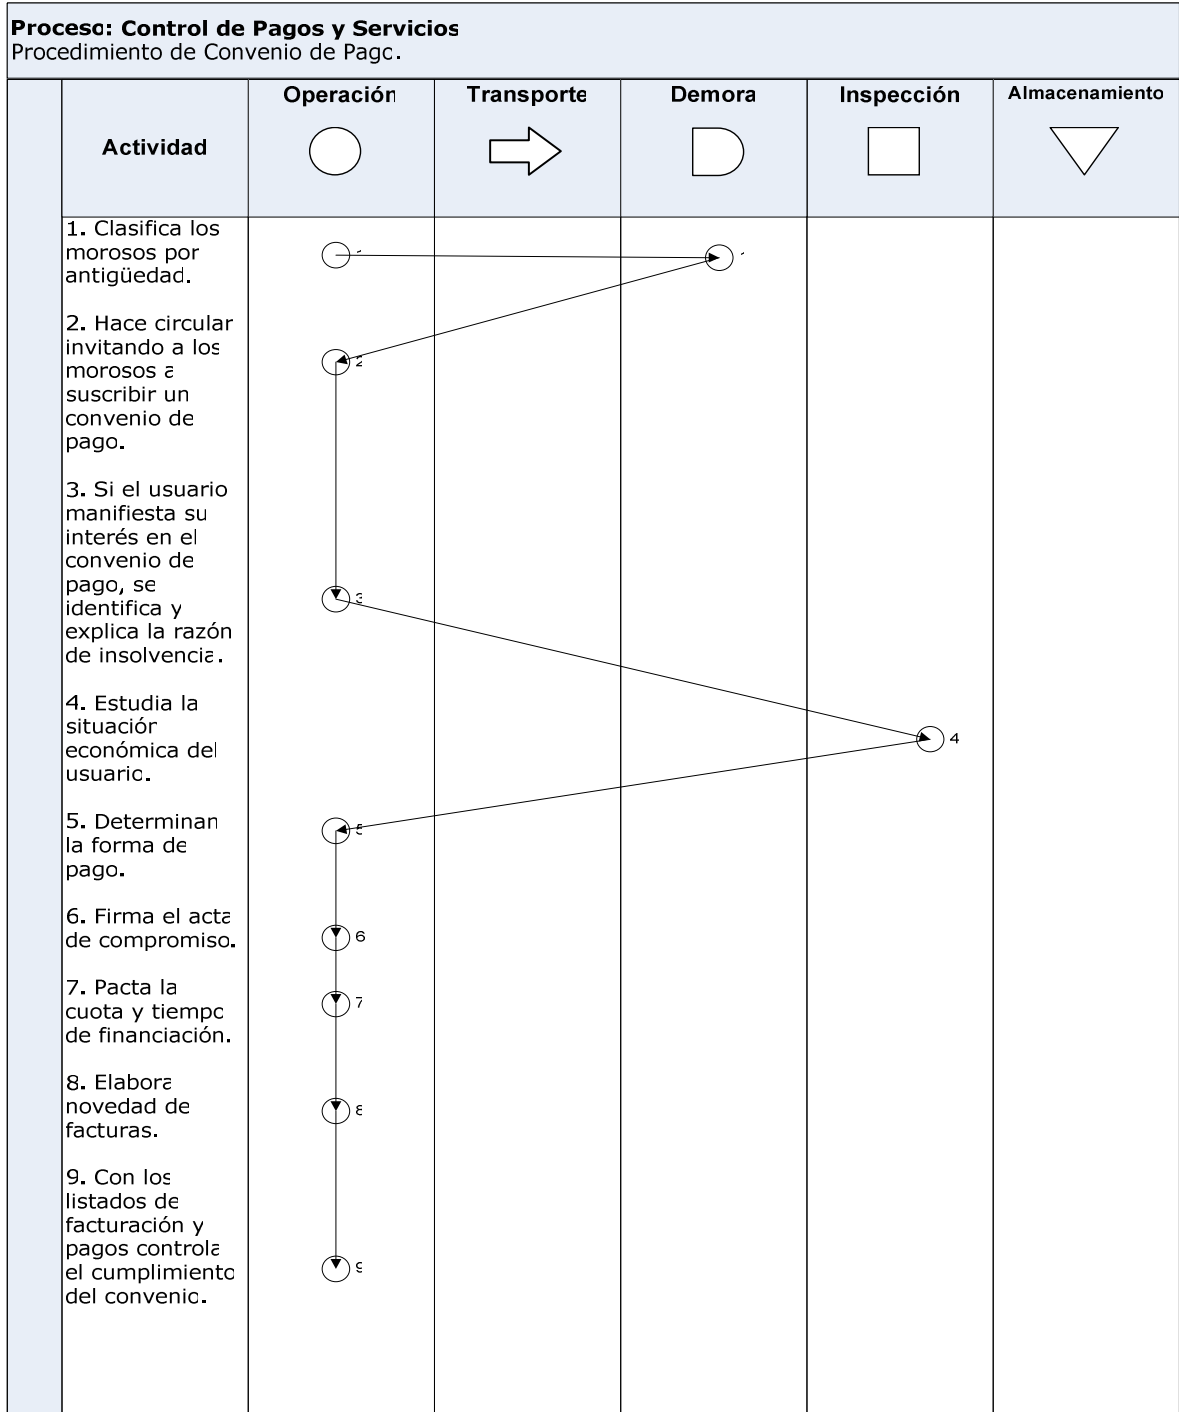 Proceso: Control de Pagos y Servicios
Procedimiento de Convenio de Pago.
Actividad
Operación
Transporte
Demora
Inspección
Almacenamiento
1. Clasifica los
morosos por
antigüedad.
1
1
2. Hace circular
invitando a los
morosos a
suscribir un
convenio de
pago.
2
3. Si el usuario
manifiesta su
interés en el
convenio de
pago, se
identifica y
explica la razón
de insolvencia.
3
4. Estudia la
situación
económica del
usuario.
4
5. Determinan
la forma de
pago.
5
6. Firma el acta
de compromiso.
6
7. Pacta la
cuota y tiempo
de financiación.
7
8. Elabora
novedad de
facturas.
8
9. Con los
listados de
facturación y
pagos controla
el cumplimiento
del convenio.
9